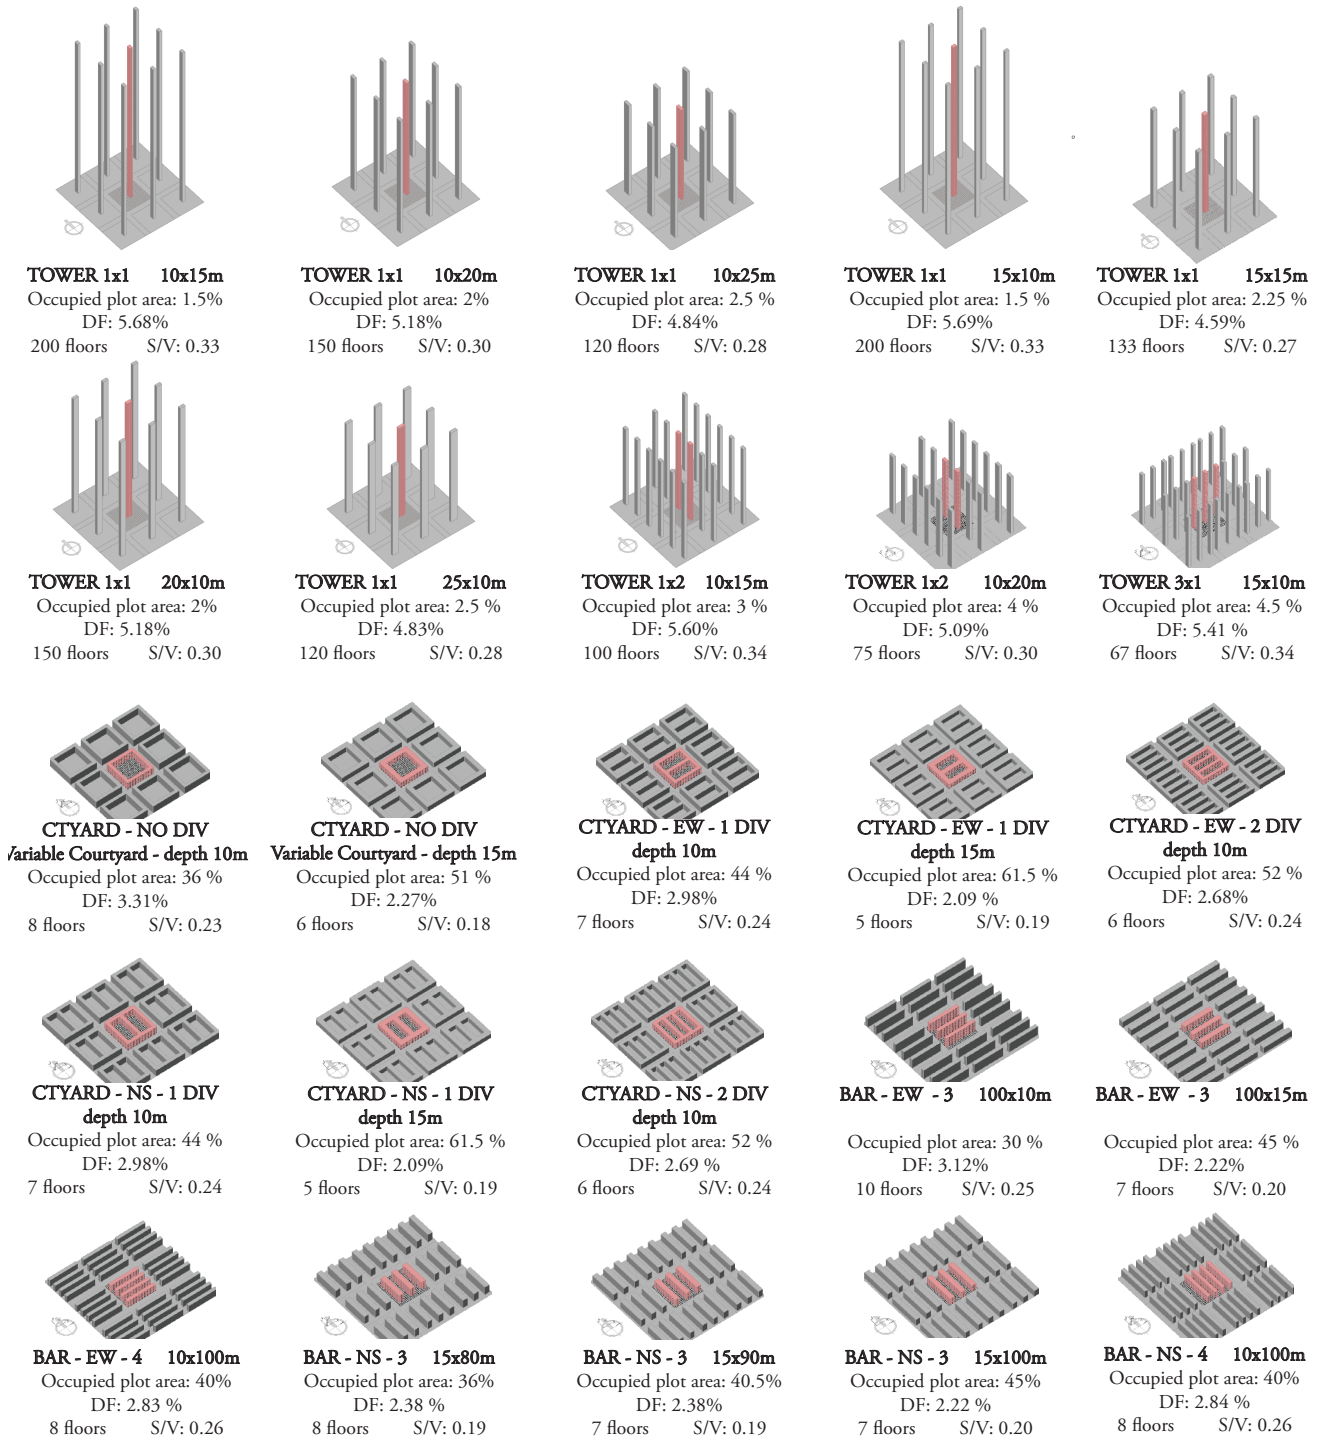 TOWER 1x1 10x15m
Occupied plot area: 1.5%
DF: 5.68%
200 floors S/V: 0.33
TOWER 1x1 10x20m
Occupied plot area: 2%
DF: 5.18%
150 floors S/V: 0.30
TOWER 1x1 10x25m
Occupied plot area: 2.5 %
DF: 4.84%
120 floors S/V: 0.28
TOWER 1x1 15x10m
Occupied plot area: 1.5 %
DF: 5.69%
200 floors S/V: 0.33
TOWER 1x1 15x15m
Occupied plot area: 2.25 %
DF: 4.59%
133 floors S/V: 0.27
TOWER 1x1 20x10m
Occupied plot area: 2%
DF: 5.18%
150 floors S/V: 0.30
TOWER 1x1 25x10m
Occupied plot area: 2.5 %
DF: 4.83%
120 floors S/V: 0.28
TOWER 1x2 10x15m
Occupied plot area: 3 %
DF: 5.60%
100 floors S/V: 0.34
TOWER 1x2 10x20m
Occupied plot area: 4 %
DF: 5.09%
75 floors S/V: 0.30
TOWER 3x1 15x10m
Occupied plot area: 4.5 %
DF: 5.41 %
67 floors S/V: 0.34
CTYARD - NO DIV
Variable Courtyard - depth 10m
Occupied plot area: 36 %
DF: 3.31%
8 floors S/V: 0.23
CTYARD - NO DIV
Variable Courtyard - depth 15m
Occupied plot area: 51 %
DF: 2.27%
6 floors S/V: 0.18
CTYARD - EW - 1 DIV
depth 10m
Occupied plot area: 44 %
DF: 2.98%
7 floors S/V: 0.24
CTYARD - EW - 1 DIV
depth 15m
Occupied plot area: 61.5 %
DF: 2.09 %
5 floors S/V: 0.19
CTYARD - EW - 2 DIV
depth 10m
Occupied plot area: 52 %
DF: 2.68%
6 floors S/V: 0.24
CTYARD - NS - 1 DIV
depth 10m
Occupied plot area: 44 %
DF: 2.98%
7 floors S/V: 0.24
CTYARD - NS - 1 DIV
depth 15m
Occupied plot area: 61.5 %
DF: 2.09%
5 floors S/V: 0.19
CTYARD - NS - 2 DIV
depth 10m
Occupied plot area: 52 %
DF: 2.69 %
6 floors S/V: 0.24
BAR - EW - 3 100x10m
Occupied plot area: 30 %
DF: 3.12%
10 floors S/V: 0.25
BAR - EW - 3 100x15m
Occupied plot area: 45 %
DF: 2.22%
7 floors S/V: 0.20
BAR - EW - 4 10x100m
Occupied plot area: 40%
DF: 2.83 %
8 floors S/V: 0.26
BAR - NS - 3 15x80m
Occupied plot area: 36%
DF: 2.38 %
8 floors S/V: 0.19
BAR - NS - 3 15x90m
Occupied plot area: 40.5%
DF: 2.38%
7 floors S/V: 0.19
BAR - NS - 3 15x100m
Occupied plot area: 45%
DF: 2.22 %
7 floors S/V: 0.20
BAR - NS - 4 10x100m
Occupied plot area: 40%
DF: 2.84 %
8 floors S/V: 0.26